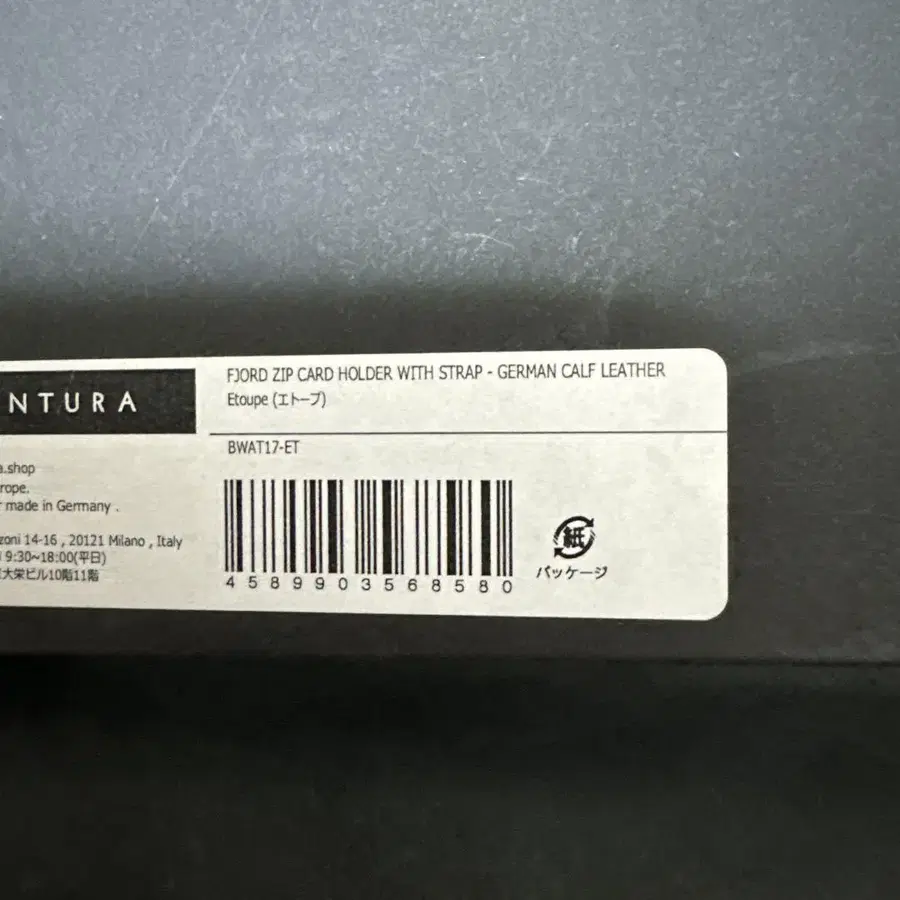 NTURA
FJORD ZIP CARD HOLDER WITH STRAP - GERMAN CALF LEATHER
Etoupe (エトープ)
BWAT17-ET
a.shop
rope.
r made in Germany .
zoni 14-16 , 20121 Milano , Italy
9:30~18:00(平日)
大栄ビル10階11階
4589903568580
紙
パッケージ